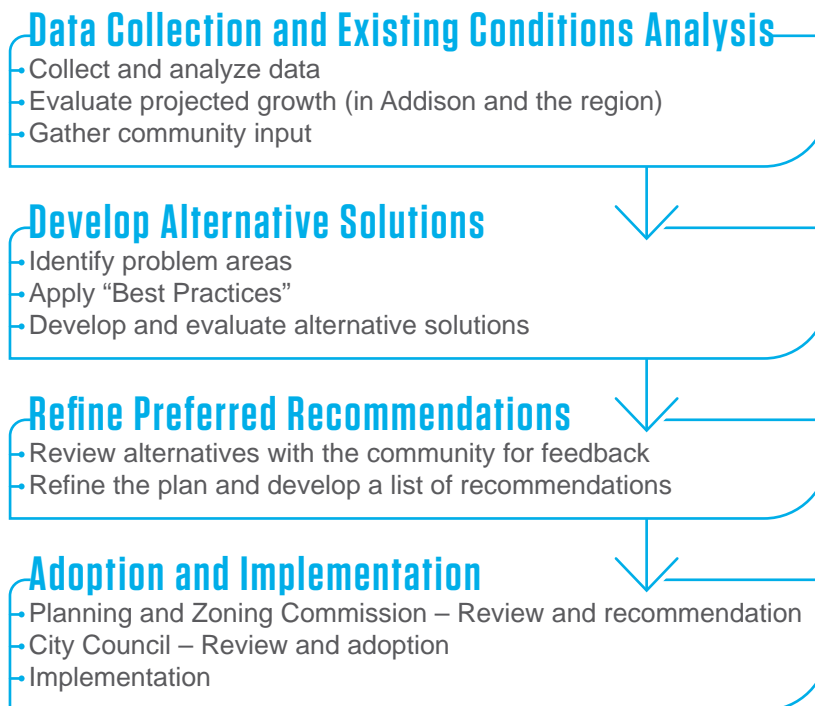 Data Collection and Existing Conditions Analysis
Collect and analyze data
Evaluate projected growth (in Addison and the region)
Gather community input
Develop Alternative Solutions
Identify problem areas
Apply “Best Practices”
Develop and evaluate alternative solutions
Refine Preferred Recommendations
Review alternatives with the community for feedback
Refine the plan and develop a list of recommendations
Adoption and Implementation
Planning and Zoning Commission – Review and recommendation
City Council – Review and adoption
Implementation